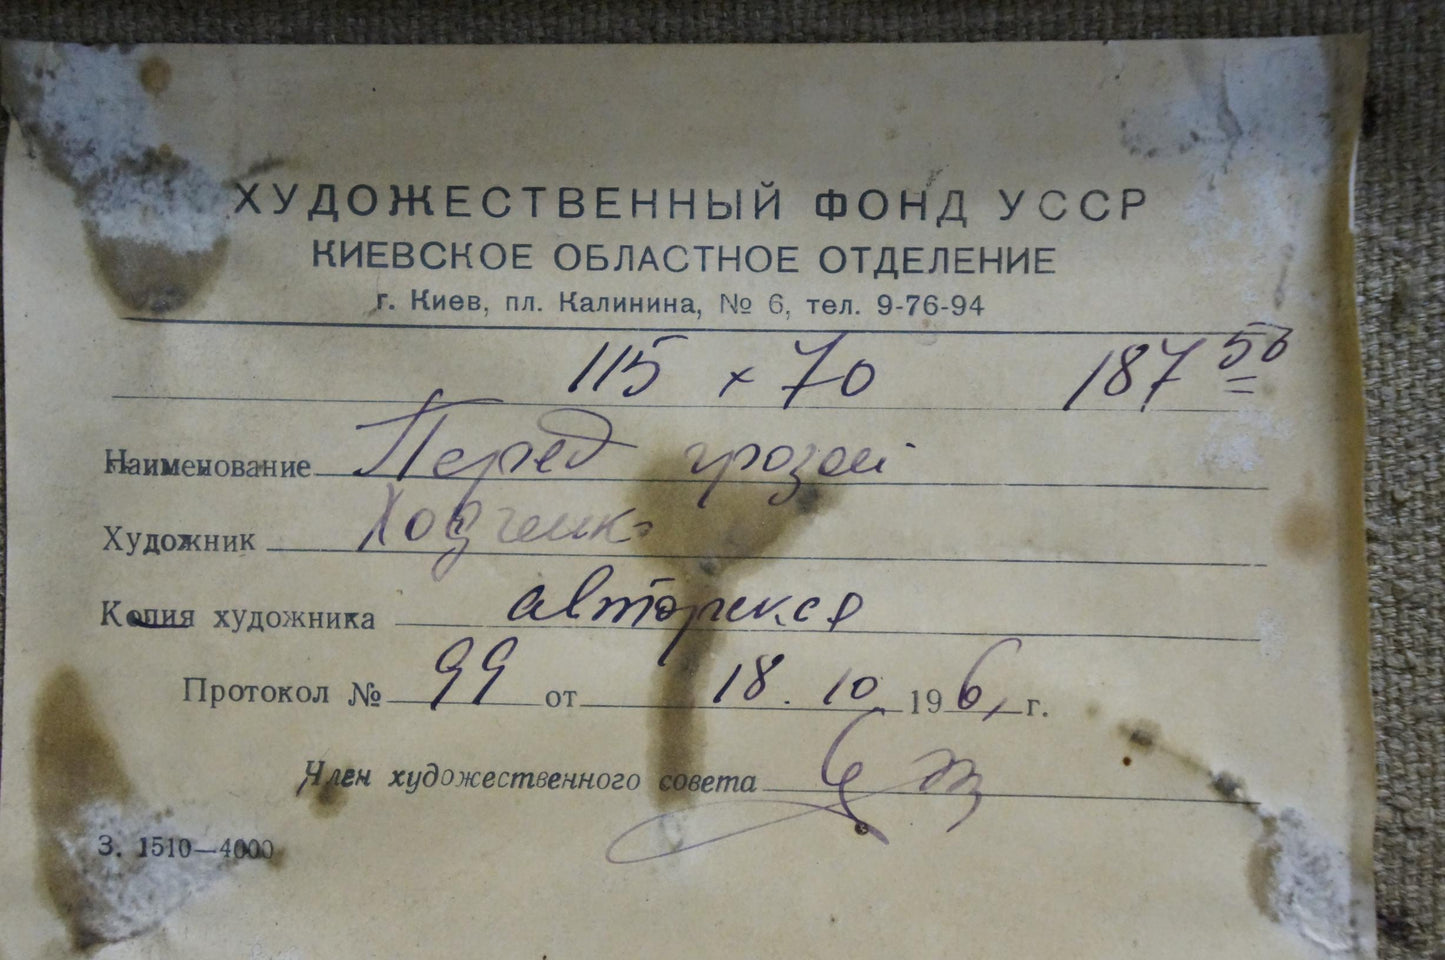 ХУДОЖЕСТВЕННЫЙ ФОНД УССР
КИЕВСКОЕ ОБЛАСТНОЕ ОТДЕЛЕНИЕ
г. Киев, пл. Калинина, № 6, тел. 9-76-94
115 х 70 187 50
Наименование Перед грозой
Художник
Копия художника авторская
Протокол № 99 от 18. 10 196 г.
Член художественного совета
З. 1510—4000